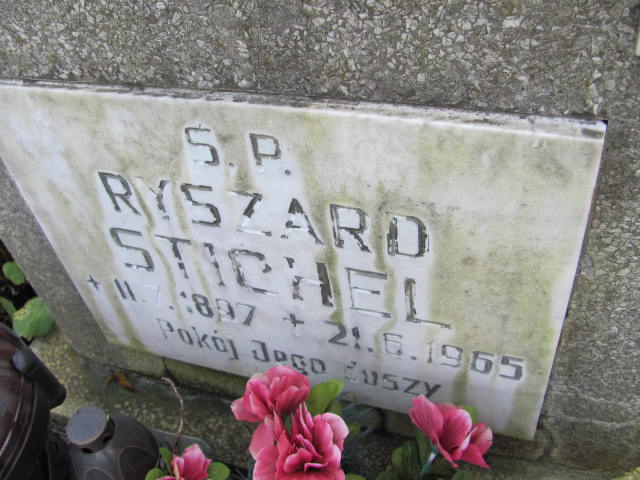 Ś.P.
RYSZARD
STICHEL
+ 11.7.1897 + 21.6.1965
Pokój Jego Duszy